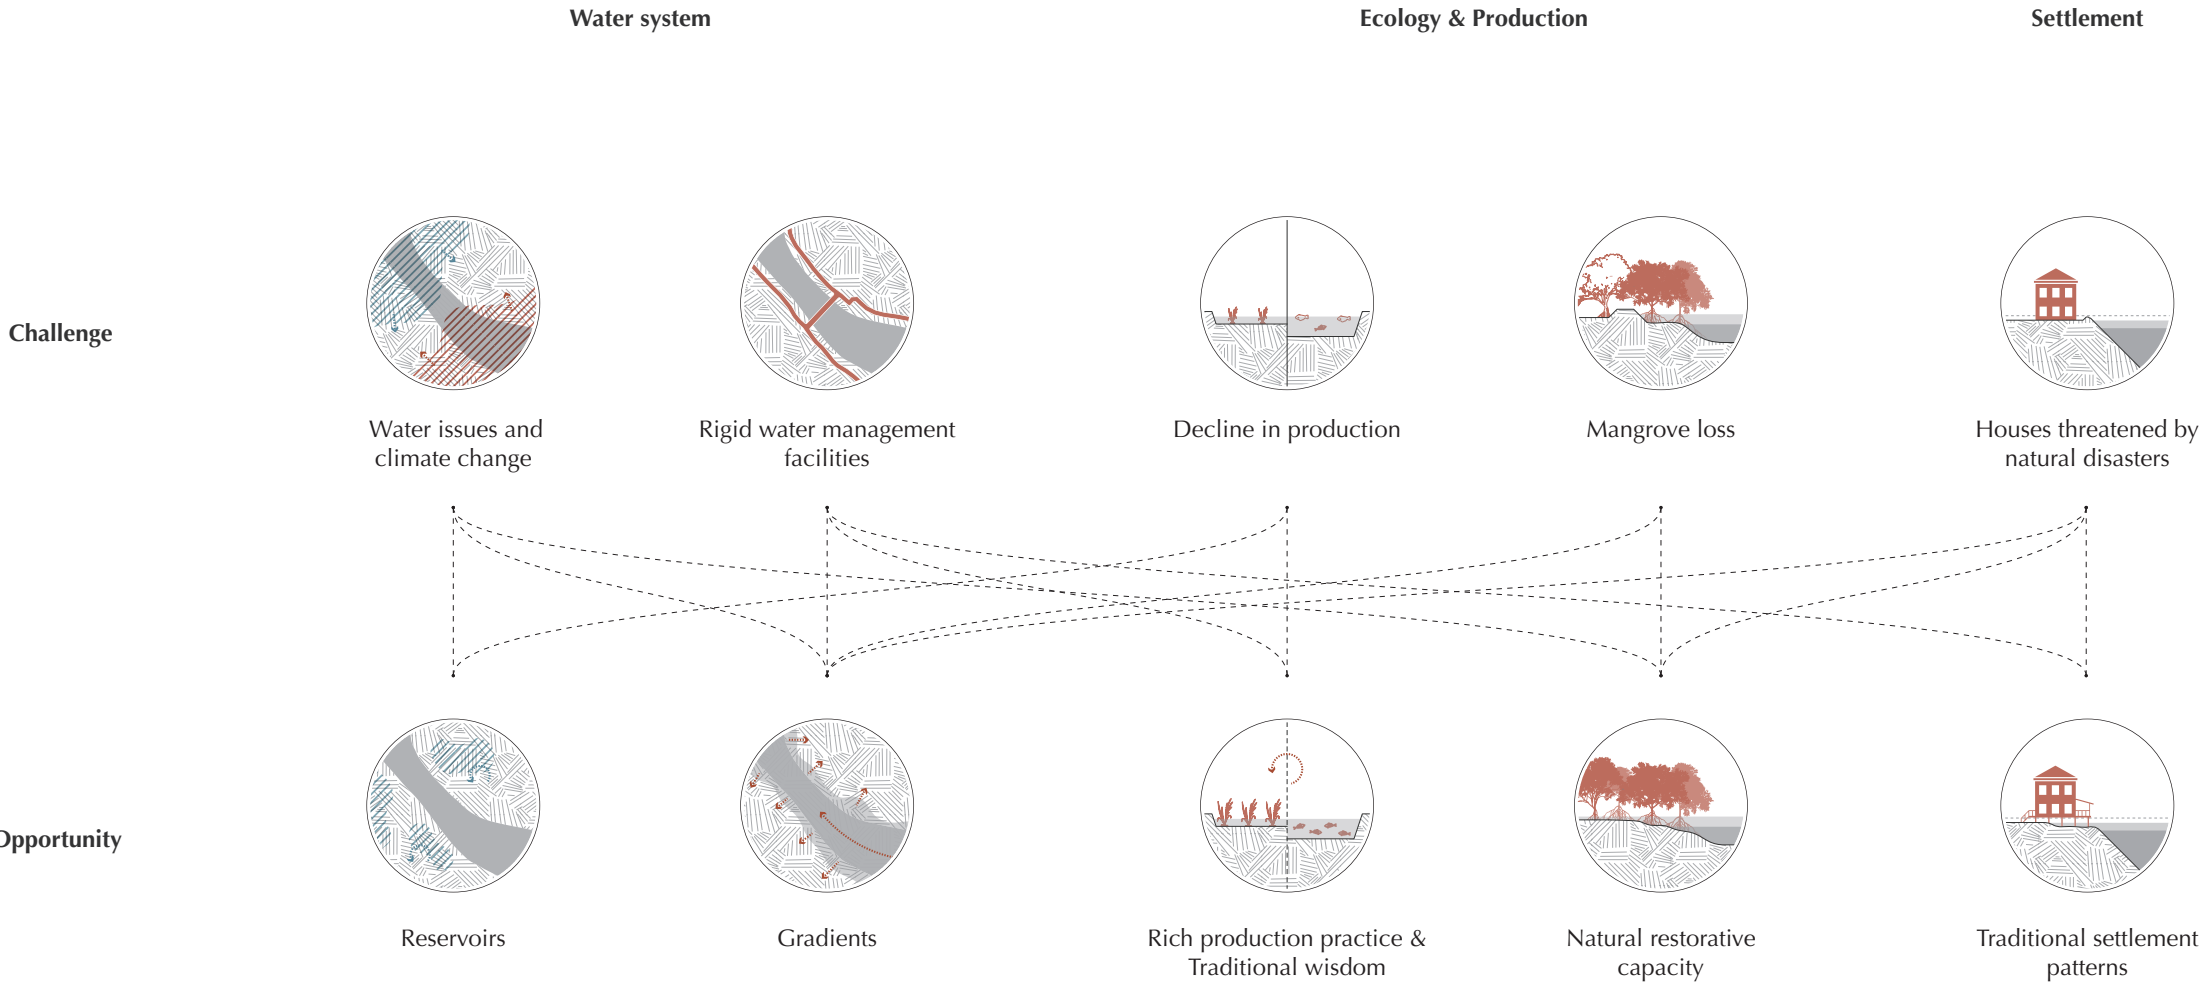 Water system
Ecology & Production
Settlement
Challenge
Water issues and
climate change
Rigid water management
facilities
Decline in production
Mangrove loss
Houses threatened by
natural disasters
Opportunity
Reservoirs
Gradients
Rich production practice &
Traditional wisdom
Natural restorative
capacity
Traditional settlement
patterns